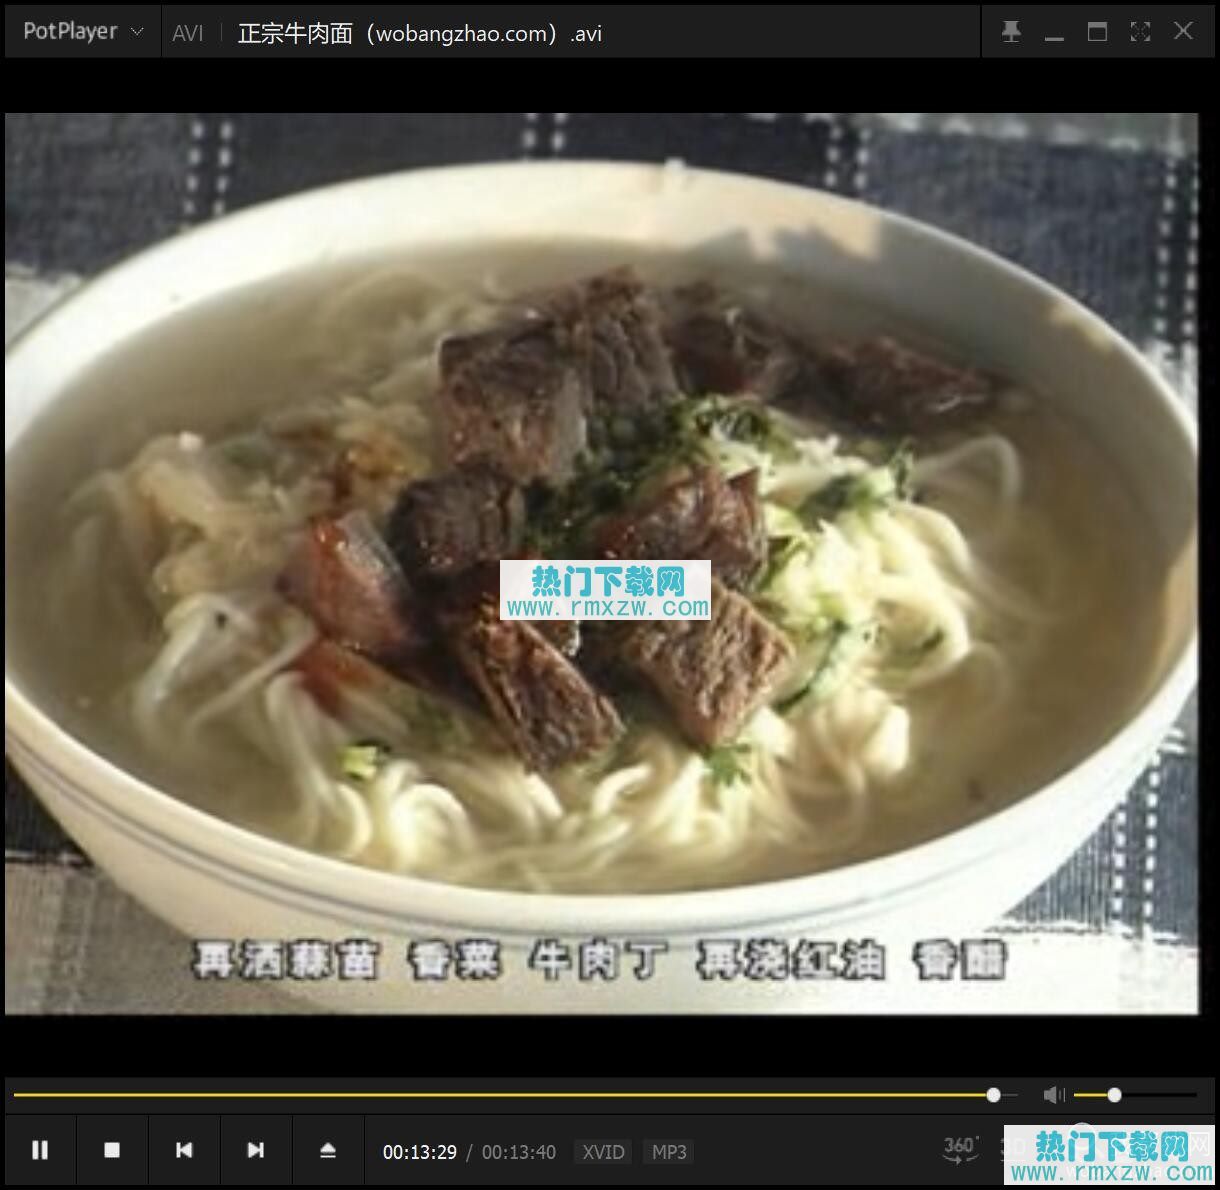 PotPlayer AVI 正宗牛肉面（wobangzhao.com）.avi
热门下载网
www.rmxzw.com
再洒蒜苗 香菜 牛肉丁 再浇红油 香醋
00:13:29 / 00:13:40 XVID MP3 360° 3D
热门下载网
www.rmxzw.com